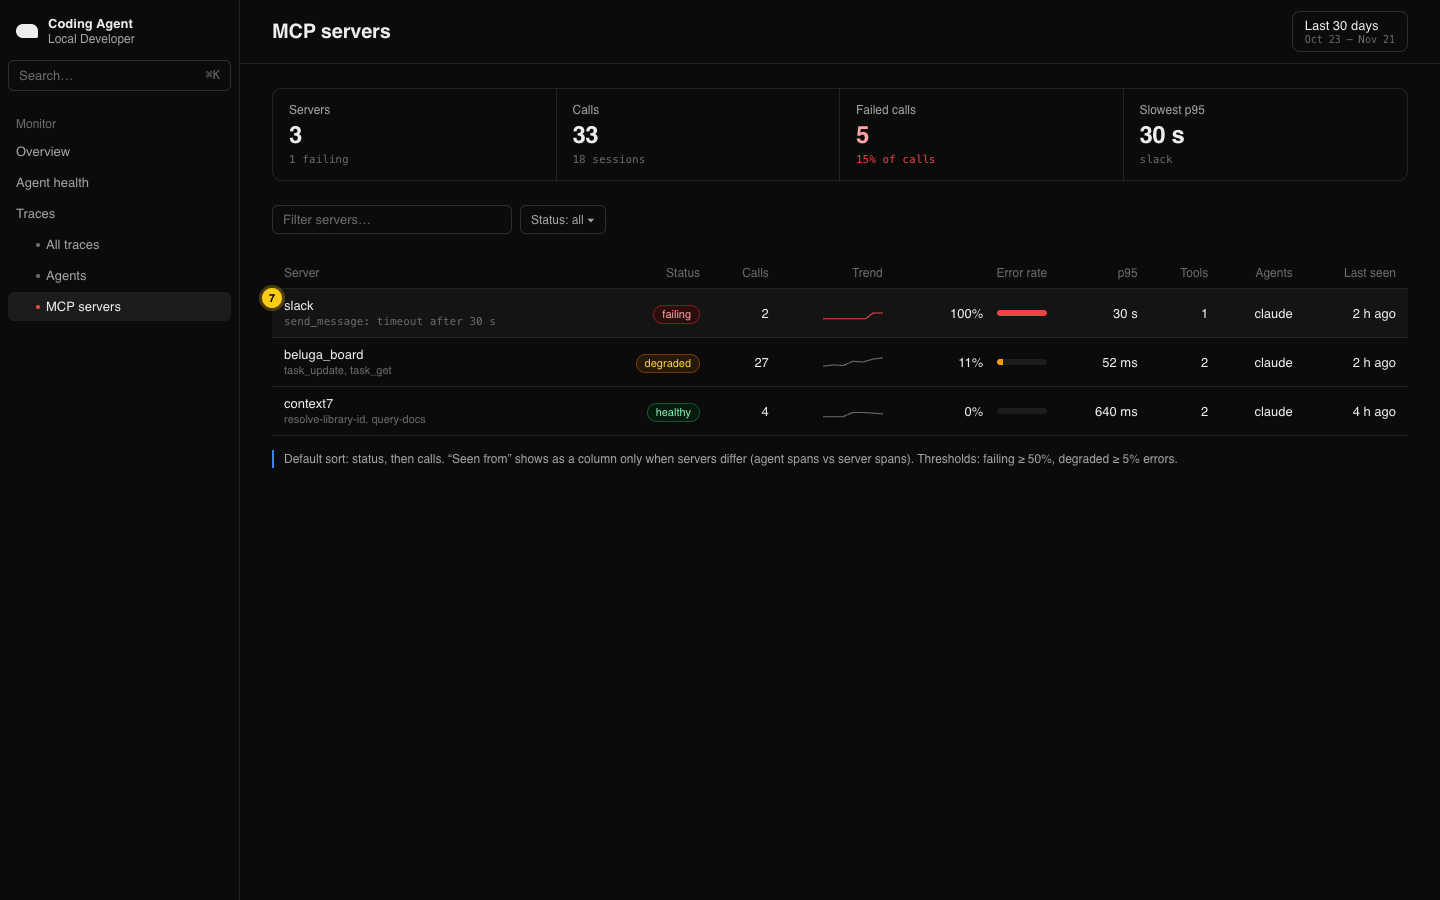 Coding Agent
Local Developer
Search… ⌘K
Monitor
Overview
Agent health
Traces
All traces
Agents
MCP servers
MCP servers
Last 30 days
Oct 23 – Nov 21
Servers
3
1 failing
Calls
33
18 sessions
Failed calls
5
15% of calls
Slowest p95
30 s
slack
Filter servers…
Status: all
Server Status Calls Trend Error rate p95 Tools Agents Last seen
7
slack failing 2 100% 30 s 1 claude 2 h ago
send_message: timeout after 30 s
beluga_board degraded 27 11% 52 ms 2 claude 2 h ago
task_update, task_get
context7 healthy 4 0% 640 ms 2 claude 4 h ago
resolve-library-id, query-docs
Default sort: status, then calls. “Seen from” shows as a column only when servers differ (agent spans vs server spans). Thresholds: failing ≥ 50%, degraded ≥ 5% errors.